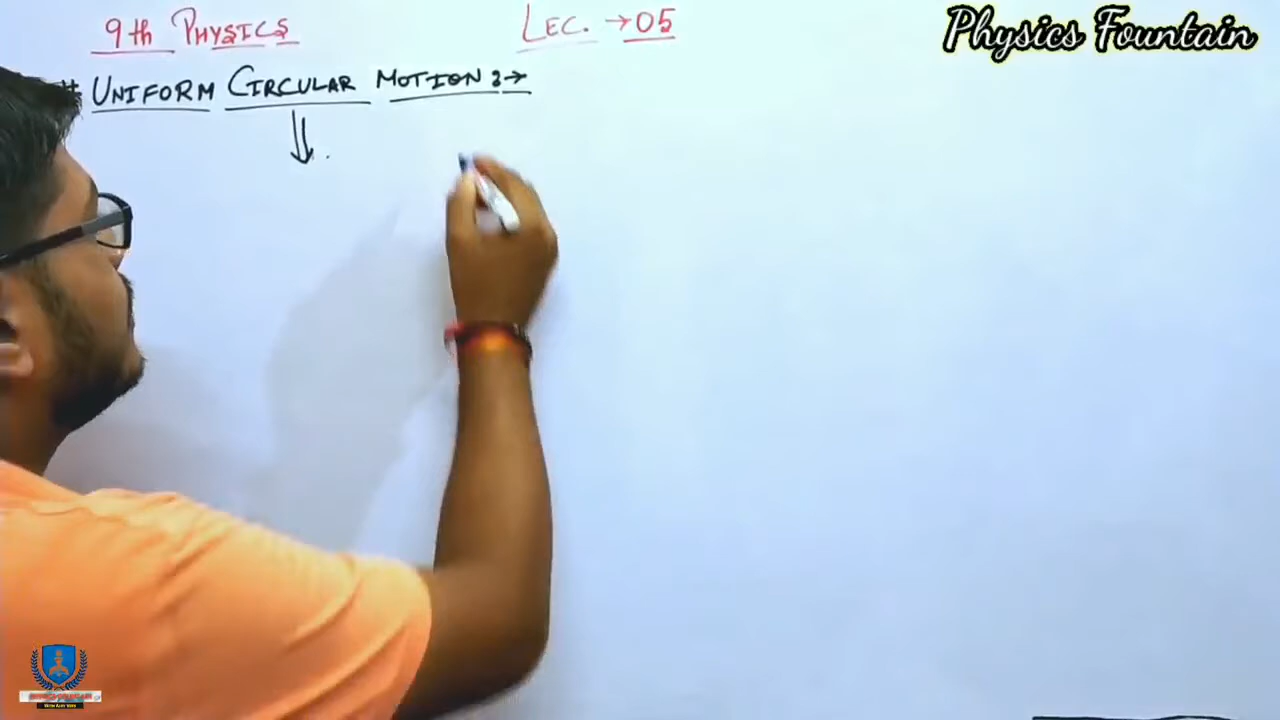 9th PHYSICS
LEC. → 05
Physics Fountain
# UNIFORM CIRCULAR MOTION :→